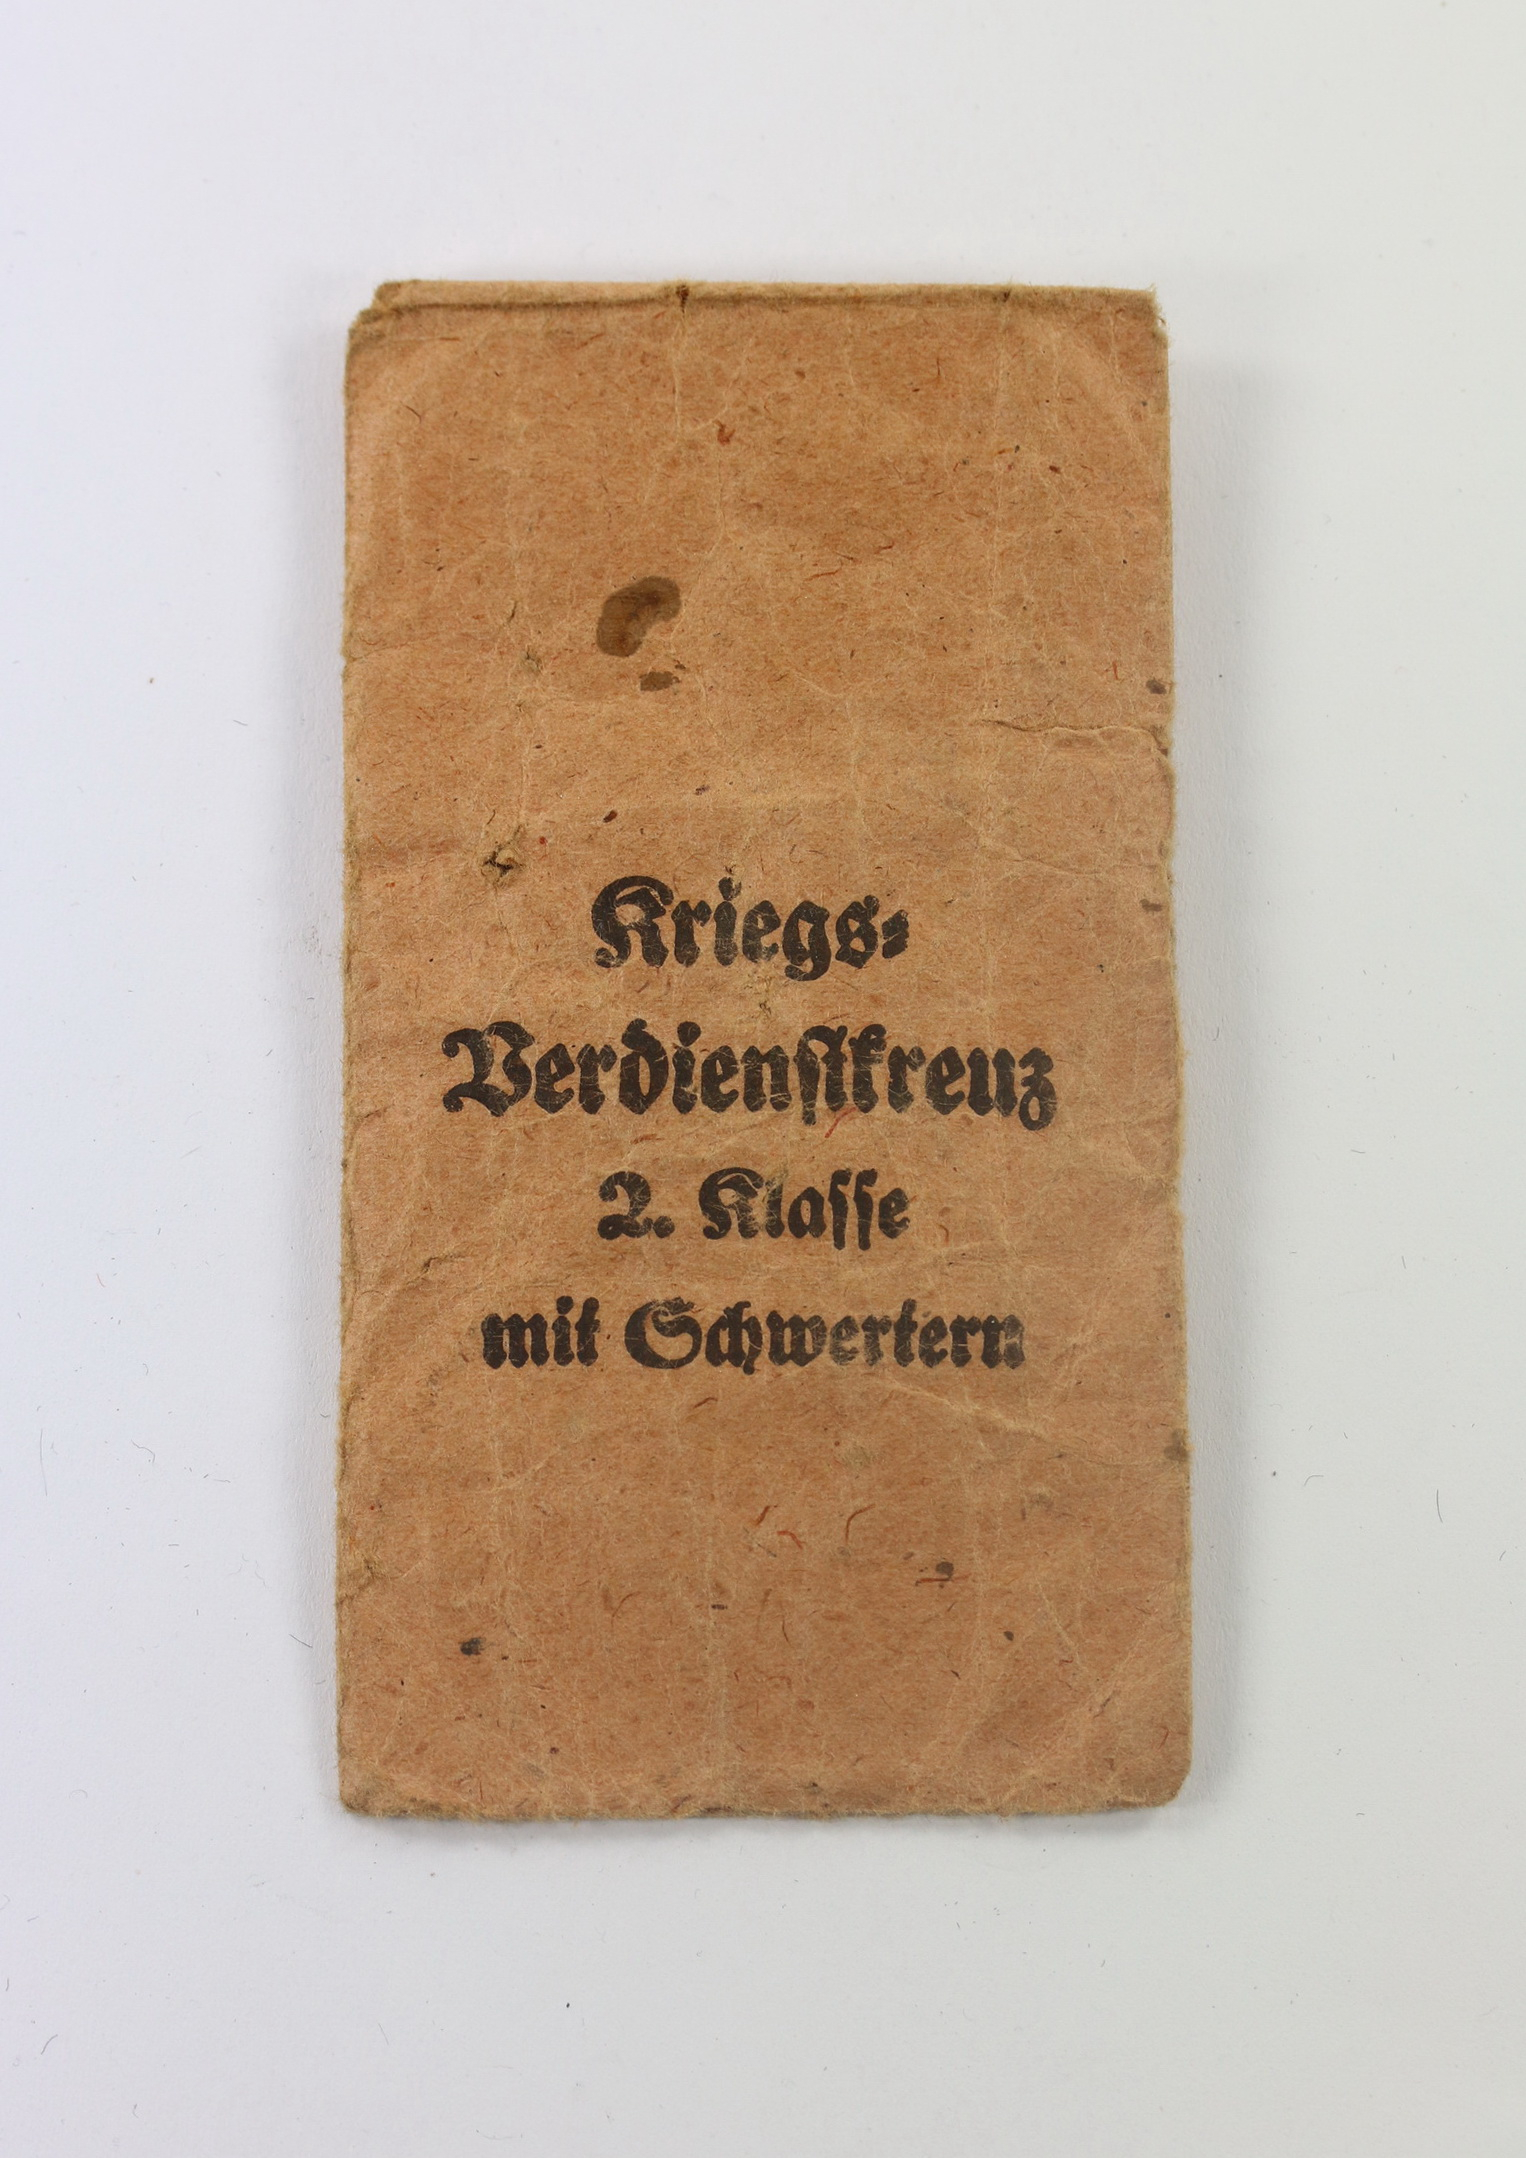 Kriegs-
Verdienstkreuz
2. Klasse
mit Schwertern